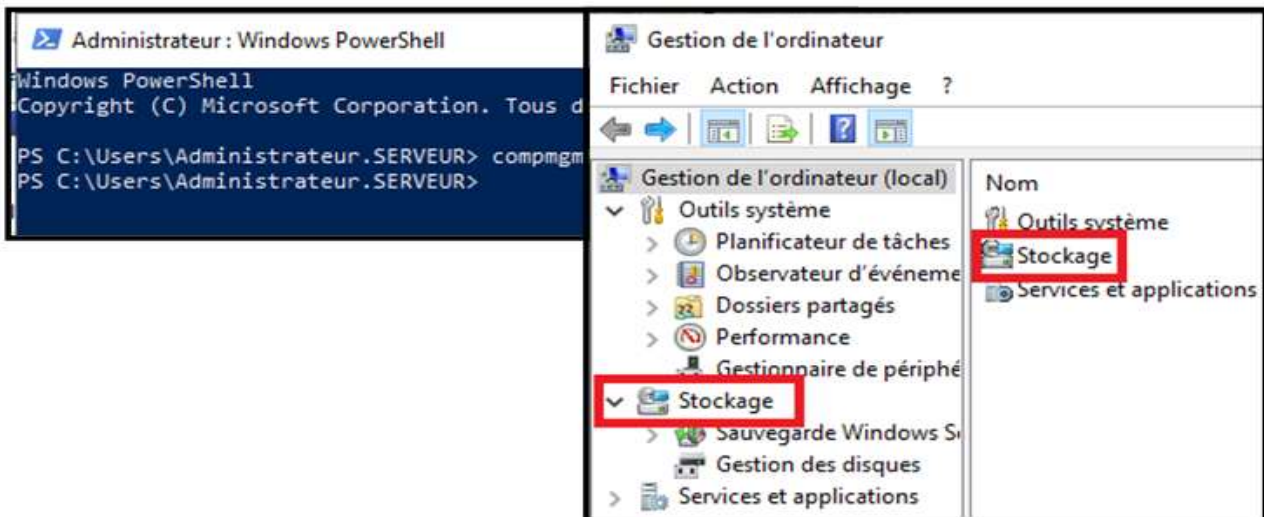 Administrateur : Windows PowerShell
Windows PowerShell
Copyright (C) Microsoft Corporation. Tous d
PS C:\Users\Administrateur.SERVEUR> compmgm
PS C:\Users\Administrateur.SERVEUR>
Gestion de l'ordinateur
Fichier Action Affichage ?
Gestion de l'ordinateur (local)
Outils système
Planificateur de tâches
Observateur d'événeme
Dossiers partagés
Performance
Gestionnaire de périphé
Stockage
Sauvegarde Windows Se
Gestion des disques
Services et applications
Nom
Outils système
Stockage
Services et applications